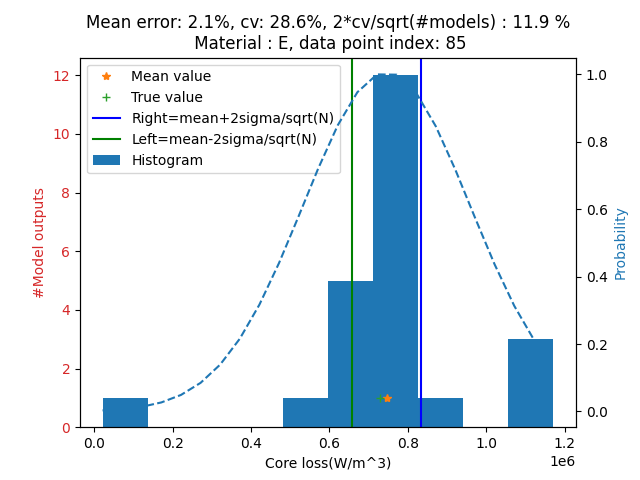 Mean error: 2.1%, cv: 28.6%, 2*cv/sqrt(#models) : 11.9 %
Material : E, data point index: 85
Mean value
True value
Right=mean+2sigma/sqrt(N)
Left=mean-2sigma/sqrt(N)
Histogram
#Model outputs
12
10
8
6
4
2
0
Probability
1.0
0.8
0.6
0.4
0.2
0.0
0.0 0.2 0.4 0.6 0.8 1.0 1.2
1e6
Core loss(W/m^3)